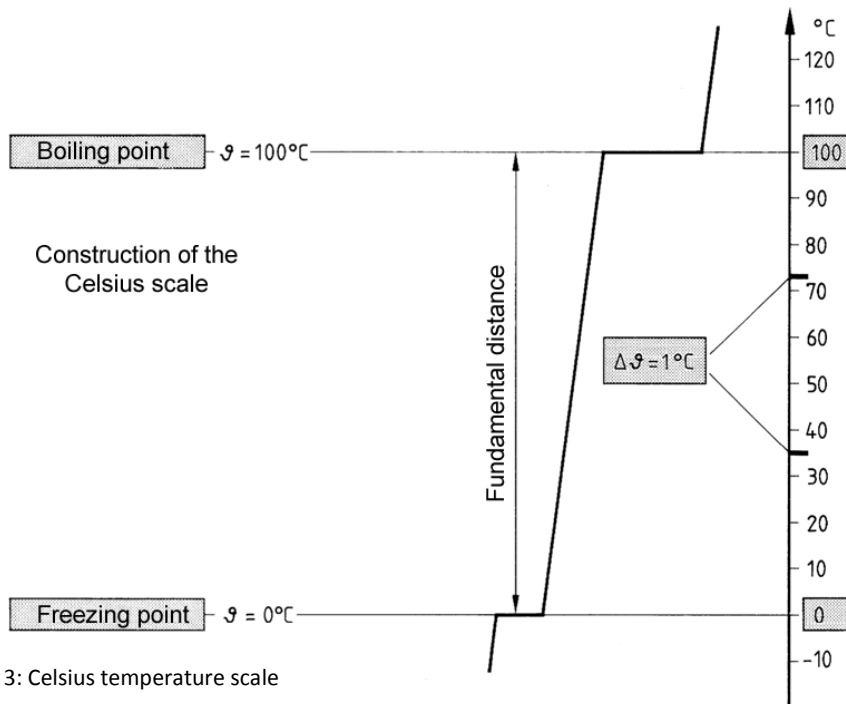 °C
120
110
Boiling point ϑ = 100°C 100
90
Construction of the
Celsius scale
80
70
Fundamental distance
60
Δϑ = 1°C
50
40
30
20
10
Freezing point ϑ = 0°C 0
-10
3: Celsius temperature scale